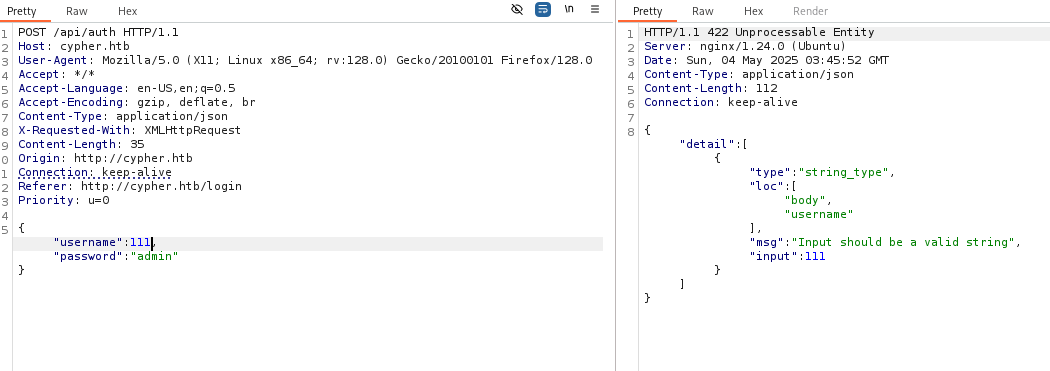 Pretty Raw Hex \n
1 POST /api/auth HTTP/1.1
2 Host: cypher.htb
3 User-Agent: Mozilla/5.0 (X11; Linux x86_64; rv:128.0) Gecko/20100101 Firefox/128.0
4 Accept: */*
5 Accept-Language: en-US,en;q=0.5
6 Accept-Encoding: gzip, deflate, br
7 Content-Type: application/json
8 X-Requested-With: XMLHttpRequest
9 Content-Length: 35
0 Origin: http://cypher.htb
1 Connection: keep-alive
2 Referer: http://cypher.htb/login
3 Priority: u=0
4
5 {
"username":111,
"password":"admin"
}
Pretty Raw Hex Render
1 HTTP/1.1 422 Unprocessable Entity
2 Server: nginx/1.24.0 (Ubuntu)
3 Date: Sun, 04 May 2025 03:45:52 GMT
4 Content-Type: application/json
5 Content-Length: 112
6 Connection: keep-alive
7
8 {
"detail":[
{
"type":"string_type",
"loc":[
"body",
"username"
],
"msg":"Input should be a valid string",
"input":111
}
]
}